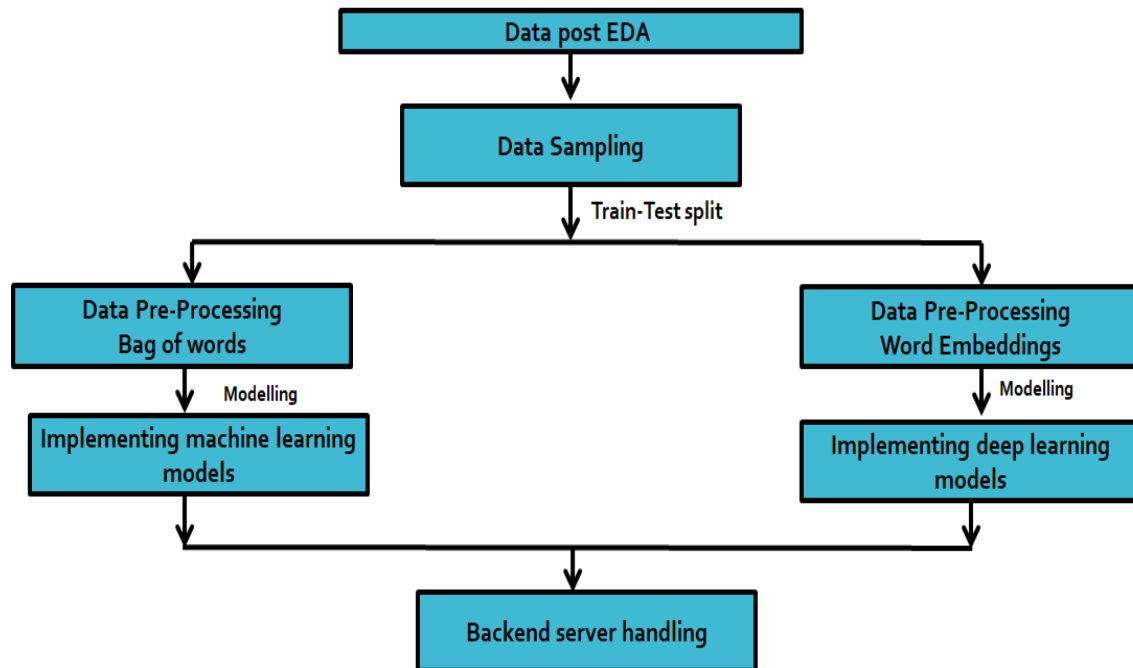 Data post EDA
Data Sampling
Train-Test split
Data Pre-Processing
Bag of words
Data Pre-Processing
Word Embeddings
Modelling
Modelling
Implementing machine learning
models
Implementing deep learning
models
Backend server handling